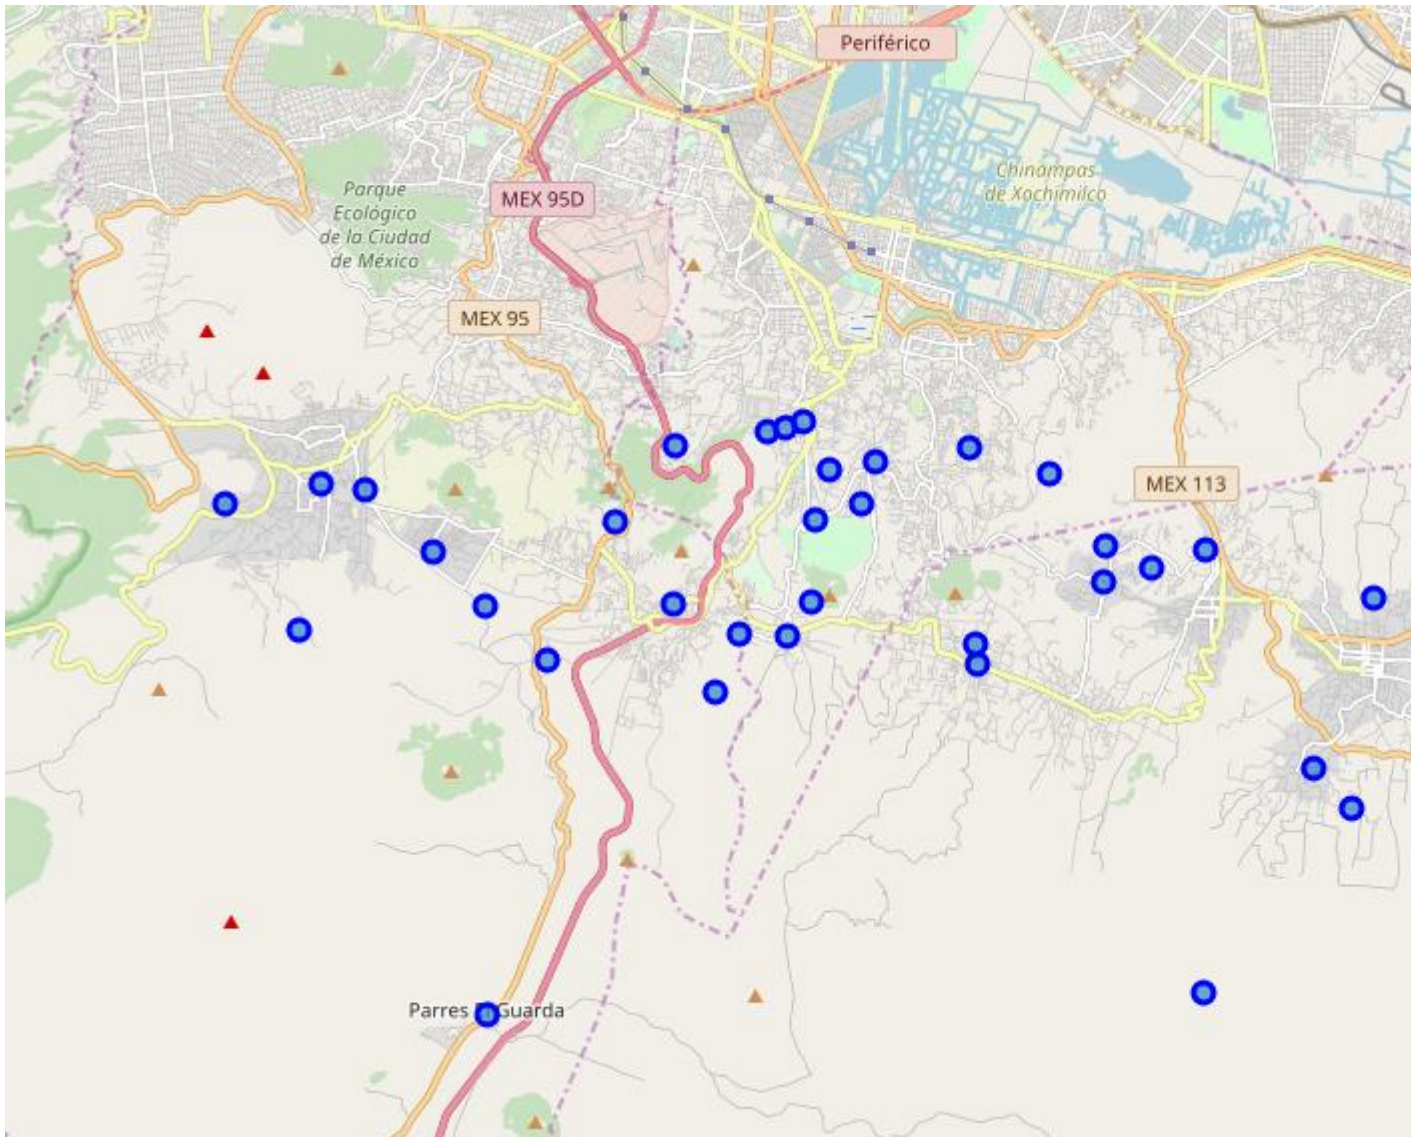 Periférico
Chinampas
de Xochimilco
Parque
Ecológico
de la Ciudad
de México
MEX 95D
MEX 95
MEX 113
Parres Guarda